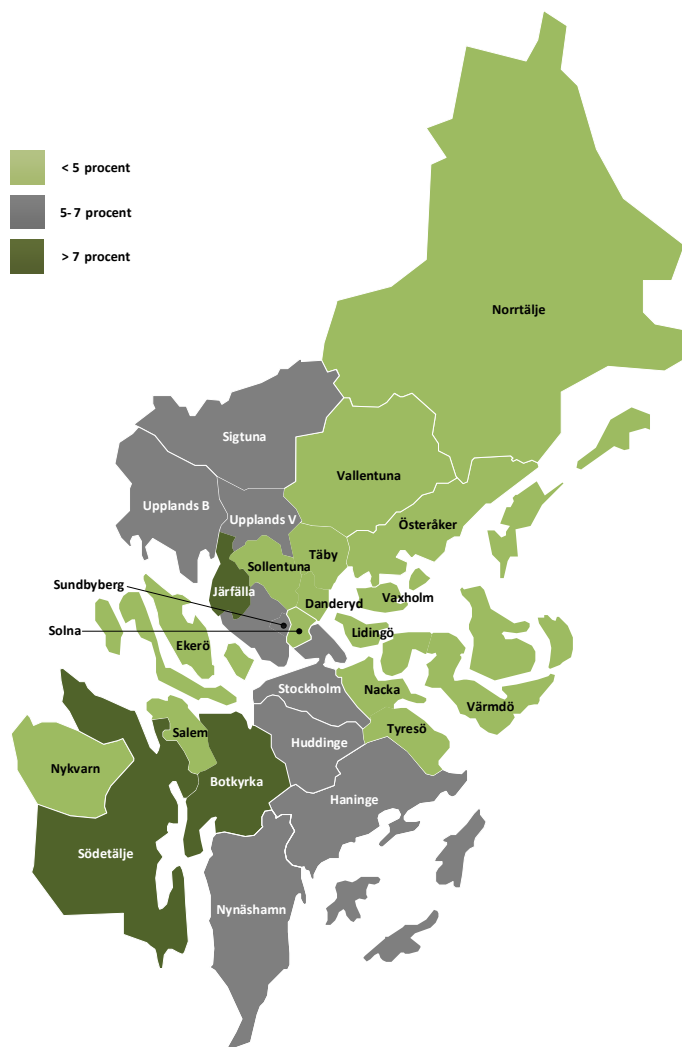 < 5 procent
5- 7 procent
> 7 procent
Norrtälje
Sigtuna
Vallentuna
Upplands B
Upplands V
Österåker
Täby
Sollentuna
Sundbyberg
Järfälla
Danderyd
Vaxholm
Solna
Lidingö
Ekerö
Stockholm
Nacka
Värmdö
Salem
Tyresö
Huddinge
Nykvarn
Botkyrka
Haninge
Södetälje
Nynäshamn